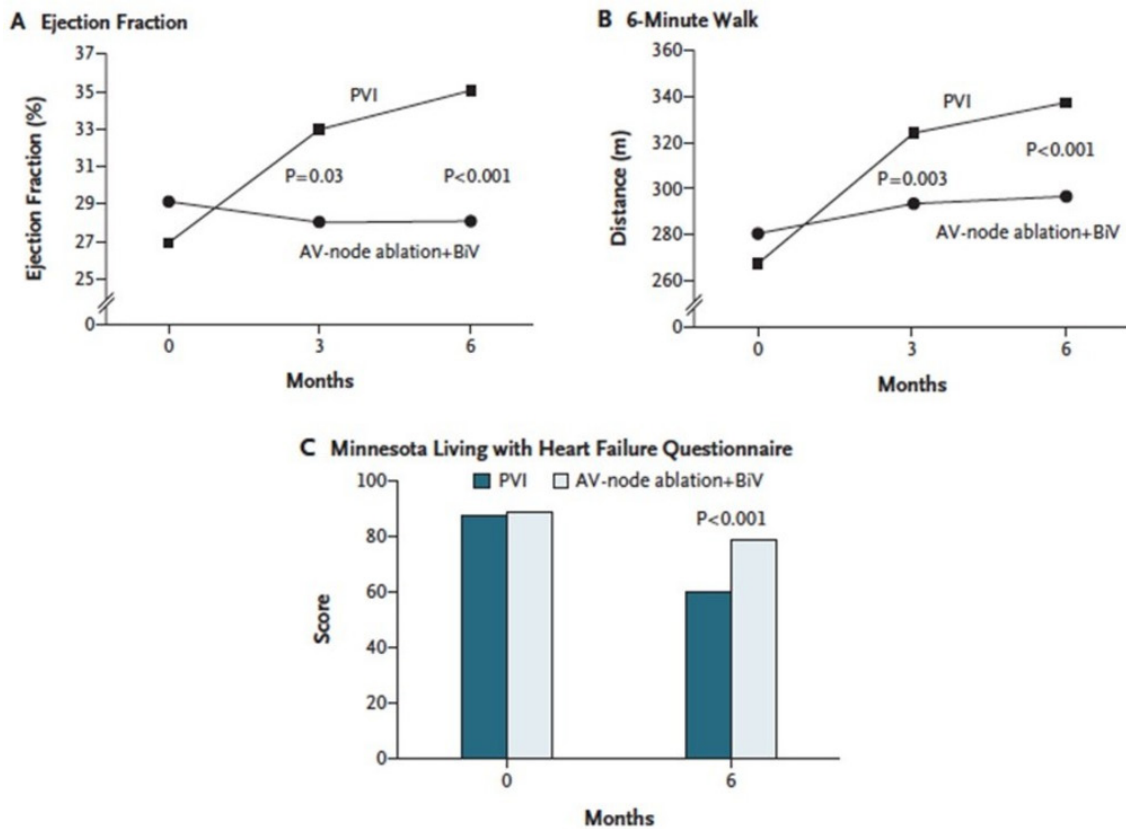 A Ejection Fraction
37
35
33
31
29
27
25
0
Ejection Fraction (%)
PVI
P=0.03
P<0.001
AV-node ablation+BiV
0 3 6
Months
B 6-Minute Walk
360
340
320
300
280
260
0
Distance (m)
PVI
P<0.001
P=0.003
AV-node ablation+BiV
0 3 6
Months
C Minnesota Living with Heart Failure Questionnaire
PVI AV-node ablation+BiV
P<0.001
100
80
60
40
20
0
Score
0 6
Months